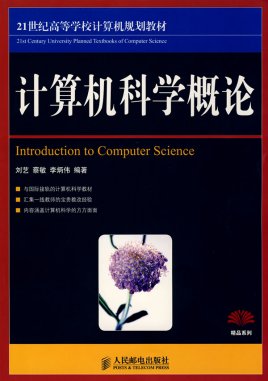 21世纪高等学校计算机规划教材
21st Century University Planned Textbooks of Computer Science
计算机科学概论
Introduction to Computer Science
刘艺 蔡敏 李炳伟 编著
与国际接轨的计算机科学教材
汇集一线教师的宝贵教改经验
内容涵盖计算机科学的方方面面
精品系列
人民邮电出版社
POSTS & TELECOM PRESS